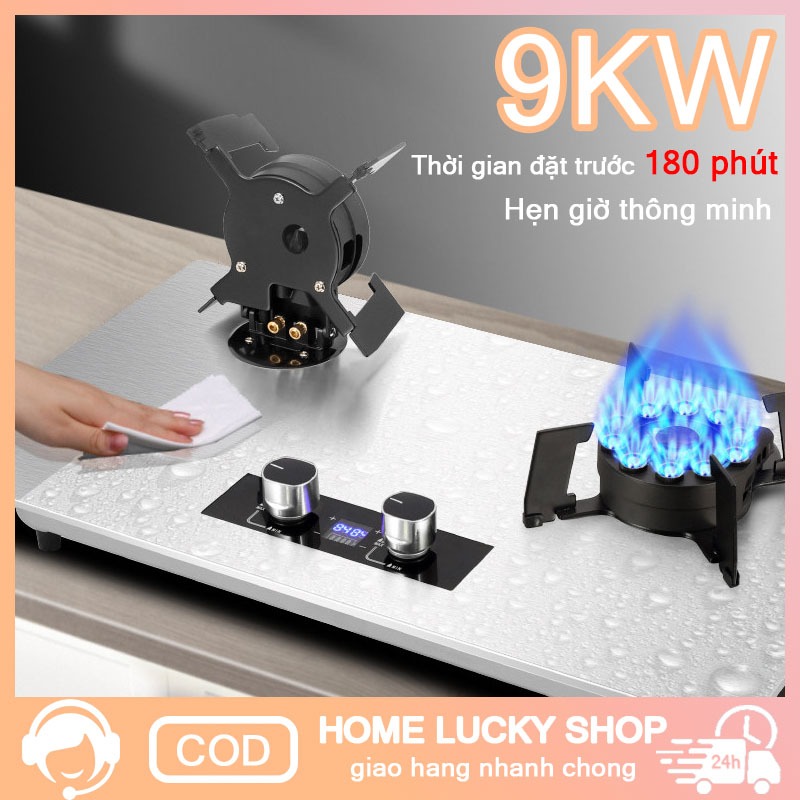 9KW
Thời gian đặt trước 180 phút
Hẹn giờ thông minh
8484
COD
HOME LUCKY SHOP
giao hang nhanh chong
24h